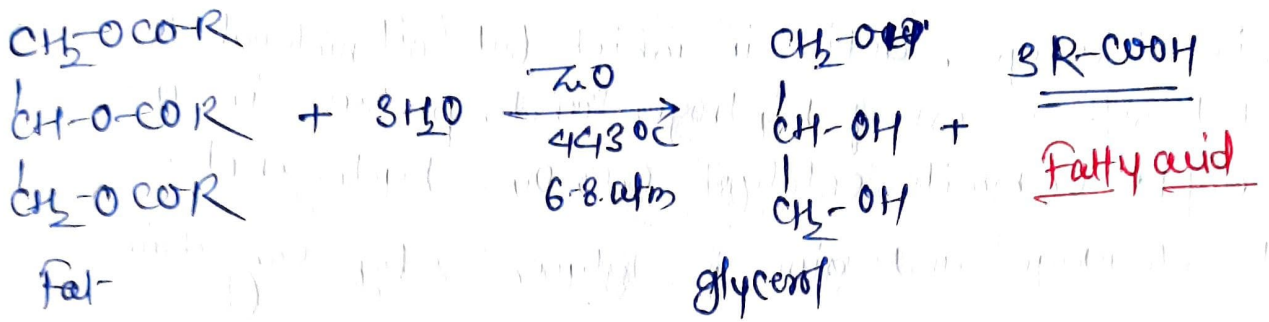 CH₂-OCO-R
CH-O-COR + 3H₂O ZnO 443°C 6-8.atm CH₂-OH
CH₂-OCOR CH-OH + 3R-COOH
CH₂-OH Fatty acid
Fat glycerol